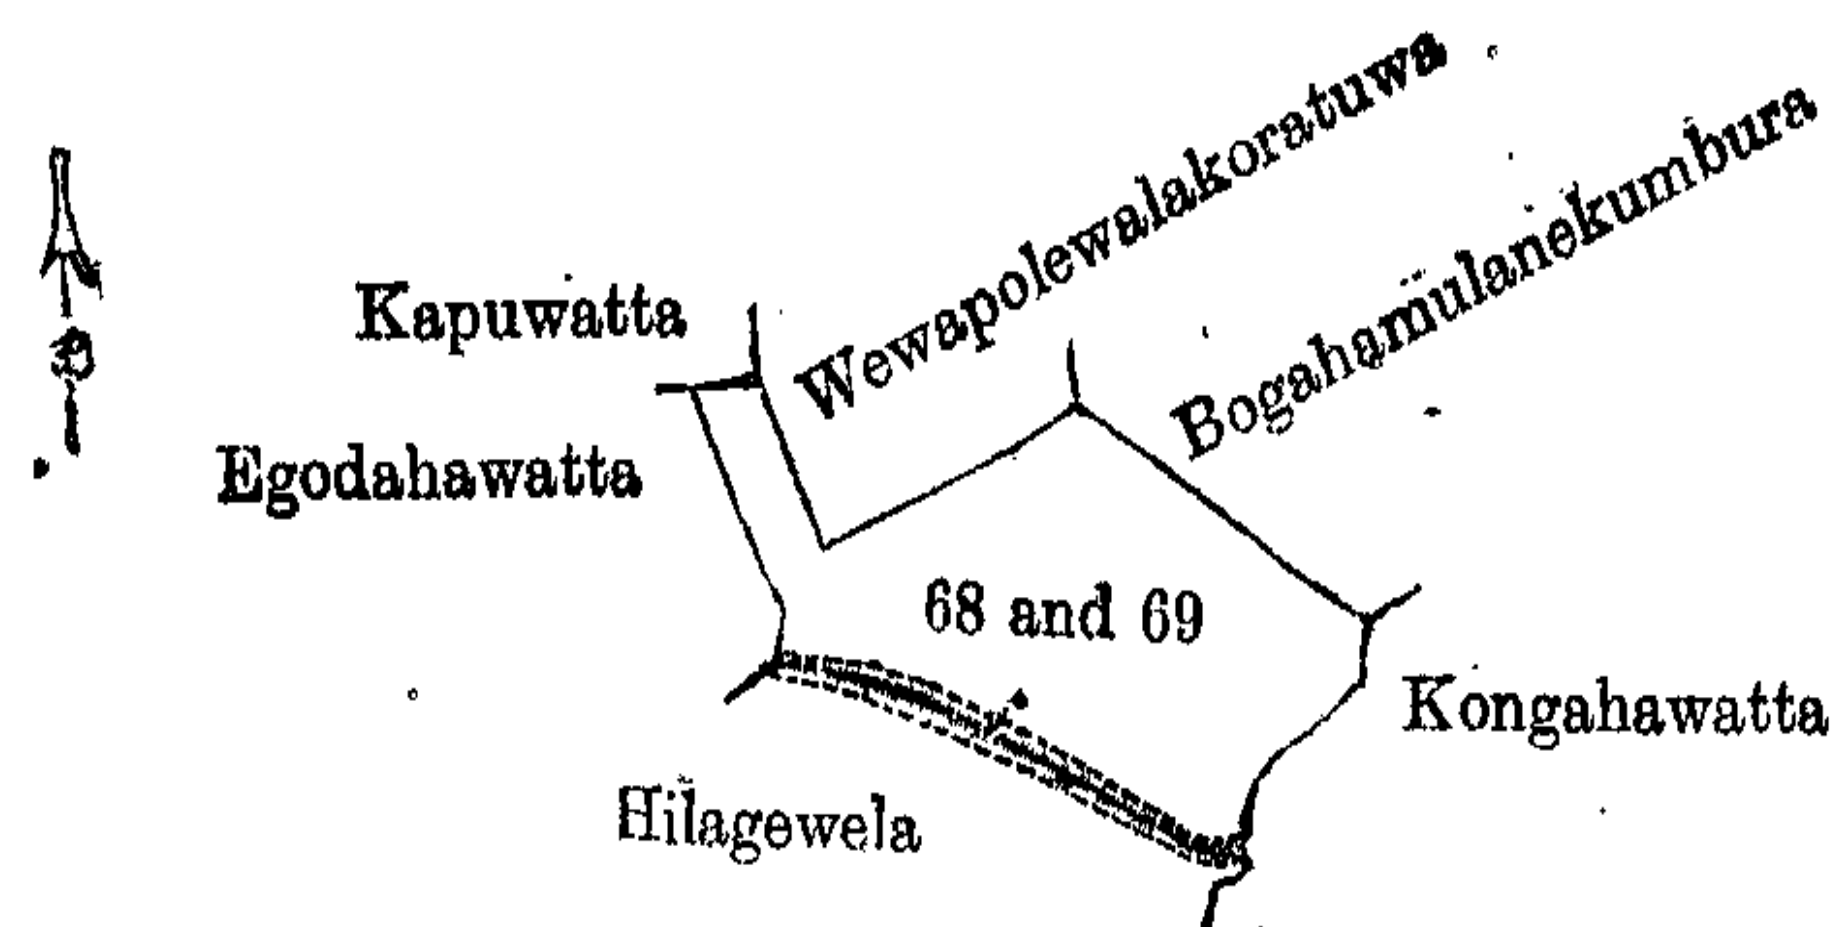 Wewapolewalakoratuwa
Bogahamulanekumbura
Kapuwatta
Egodahawatta
68 and 69
Kongahawatta
Hilagewela